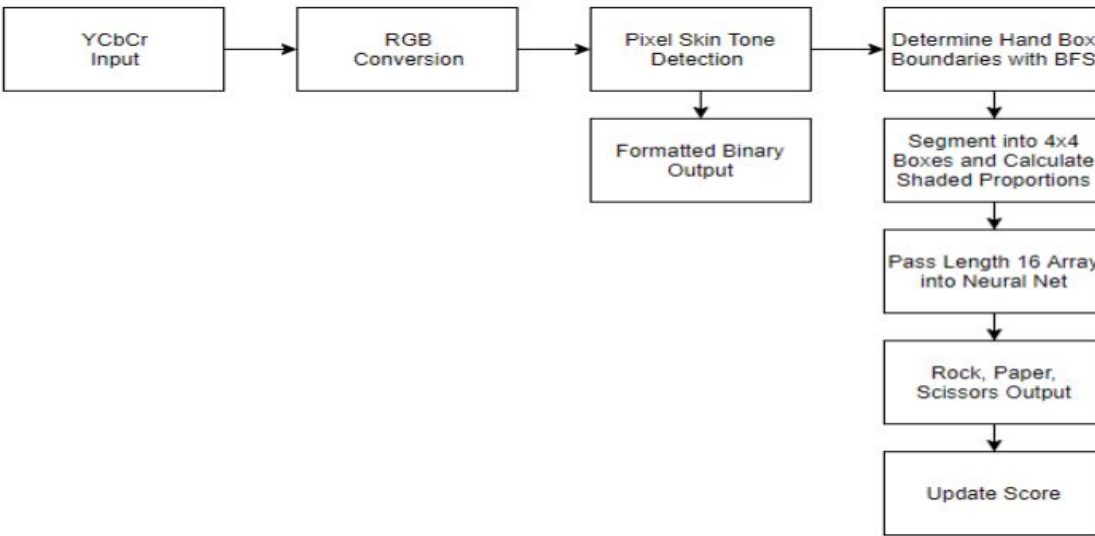 YCbCr
Input
RGB
Conversion
Pixel Skin Tone
Detection
Determine Hand Box
Boundaries with BFS
Formatted Binary
Output
Segment into 4x4
Boxes and Calculate
Shaded Proportions
Pass Length 16 Array
into Neural Net
Rock, Paper,
Scissors Output
Update Score